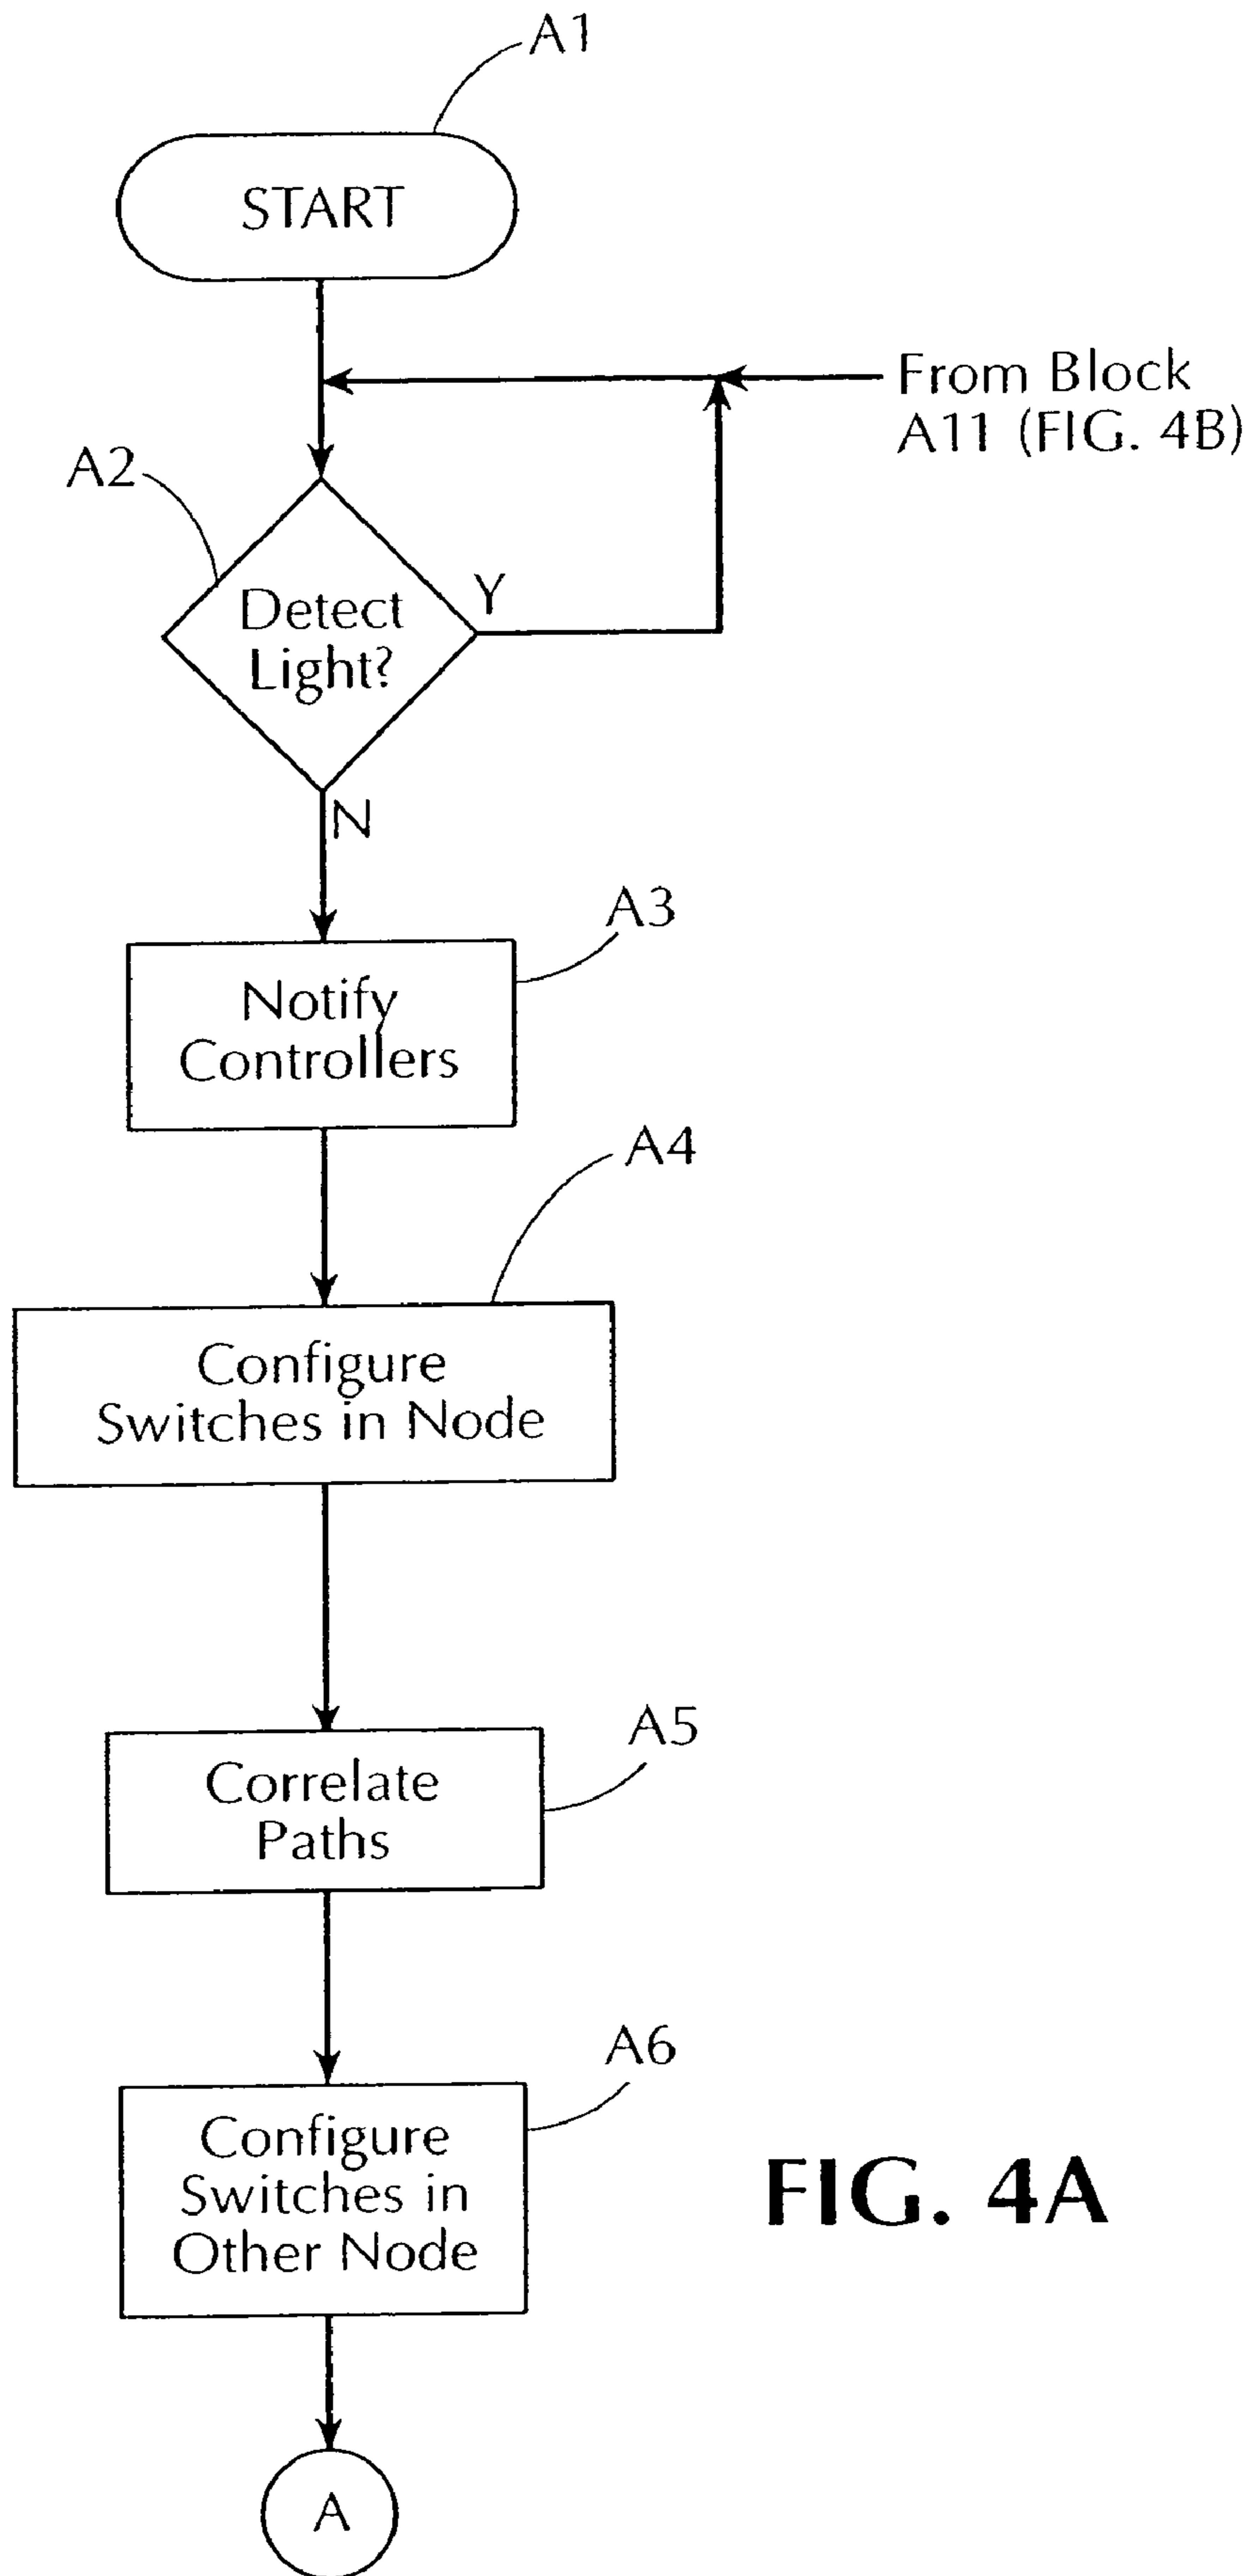 A1
START
From Block
A11 (FIG. 4B)
A2
Detect
Light?
Y
N
A3
Notify
Controllers
A4
Configure
Switches in Node
A5
Correlate
Paths
A6
Configure
Switches in
Other Node
FIG. 4A
A